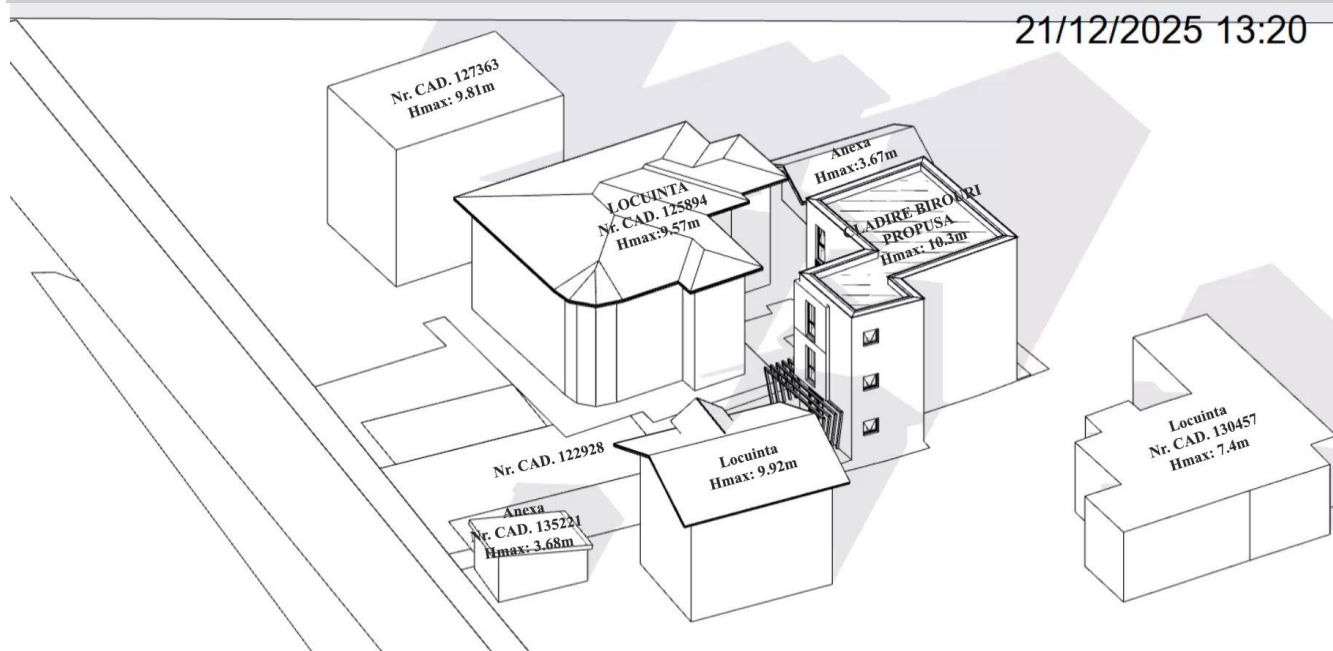 21/12/2025 13:20
Nr. CAD. 127363
Hmax: 9.81m
Anexa
Hmax:3.67m
LOCUINTA
Nr. CAD. 125894
Hmax:9.57m
CLADIRE BIROURI
PROPUSA
Hmax: 10.3m
Nr. CAD. 122928
Locuinta
Hmax: 9.92m
Locuinta
Nr. CAD. 130457
Hmax: 7.4m
Anexa
Nr. CAD. 135221
Hmax: 3.68m